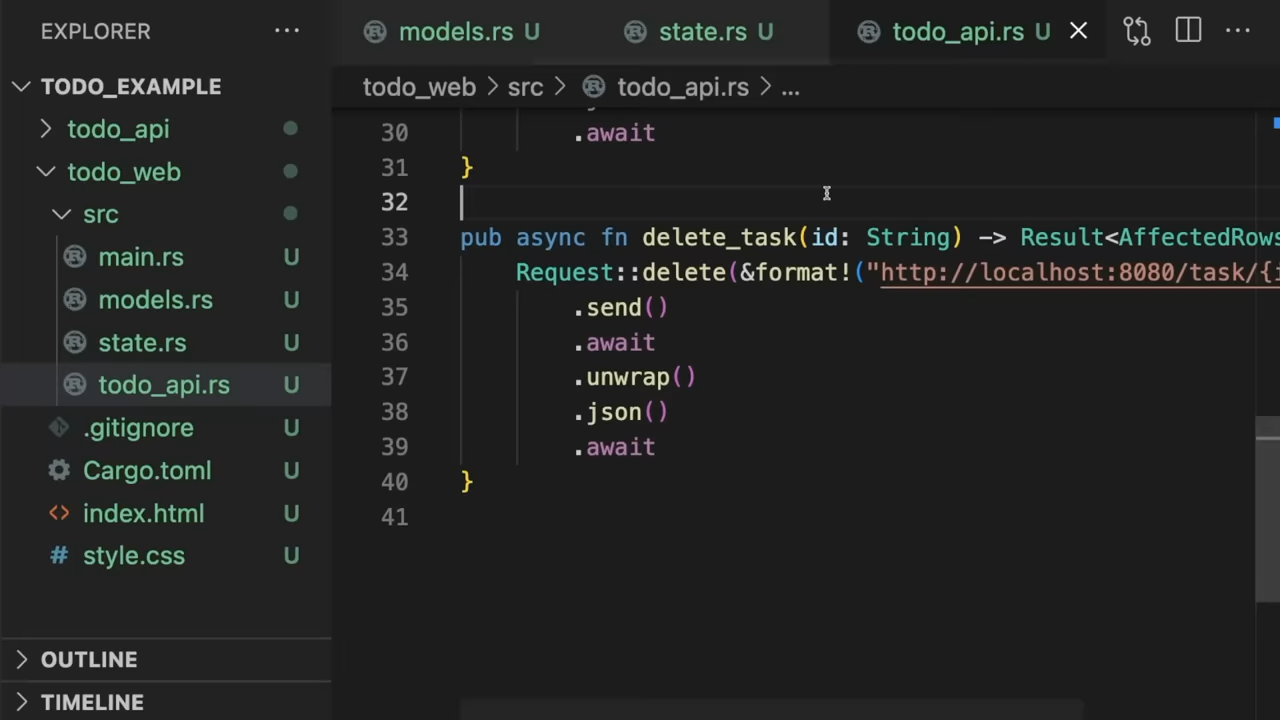 EXPLORER ...
TODO_EXAMPLE
todo_api
todo_web
src
main.rs U
models.rs U
state.rs U
todo_api.rs U
.gitignore U
Cargo.toml U
index.html U
# style.css U
OUTLINE
TIMELINE
models.rs U state.rs U todo_api.rs U
todo_web > src > todo_api.rs > ...
30 .await
31 }
32
33 pub async fn delete_task(id: String) -> Result<AffectedRows
34 Request::delete(&format!("http://localhost:8080/task/{i
35 .send()
36 .await
37 .unwrap()
38 .json()
39 .await
40 }
41